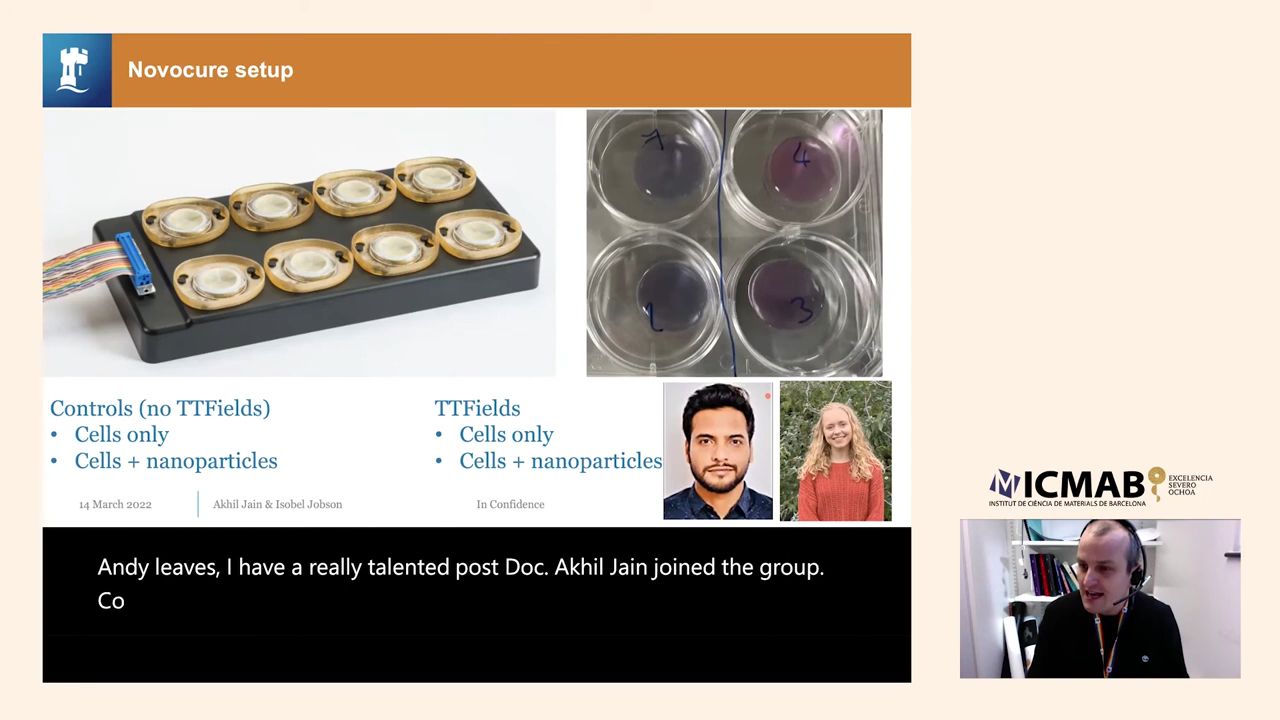 Novocure setup
4
3
Controls (no TTFields)
• Cells only
• Cells + nanoparticles
TTFields
• Cells only
• Cells + nanoparticles
14 March 2022
Akhil Jain & Isobel Jobson
In Confidence
Andy leaves, I have a really talented post Doc. Akhil Jain joined the group.
Co
ICMAB
EXCELENCIA
SEVERO
OCHOA
INSTITUT DE CIÈNCIA DE MATERIALS DE BARCELONA